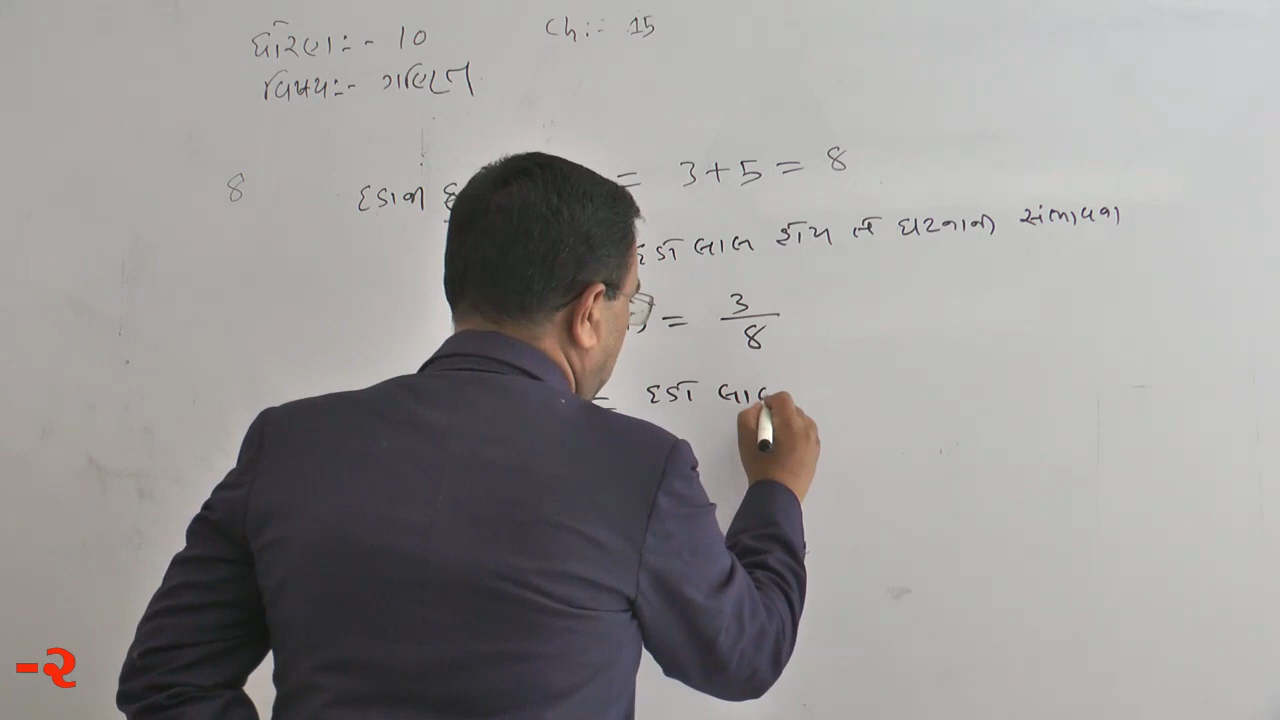 ધોરણ :- 10
Ch :- 15
વિષય :- ગણિત
8 દડાની = 3 + 5 = 8
દડો લાલ હોય તે ઘટનાની સંભાવના
= 3/8
= દડો લાલ
-૨